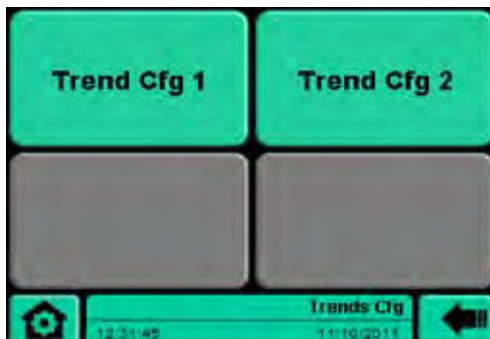 Trend Cfg 1
Trend Cfg 2
Trends Cfg
12:31:45
11/10/2011